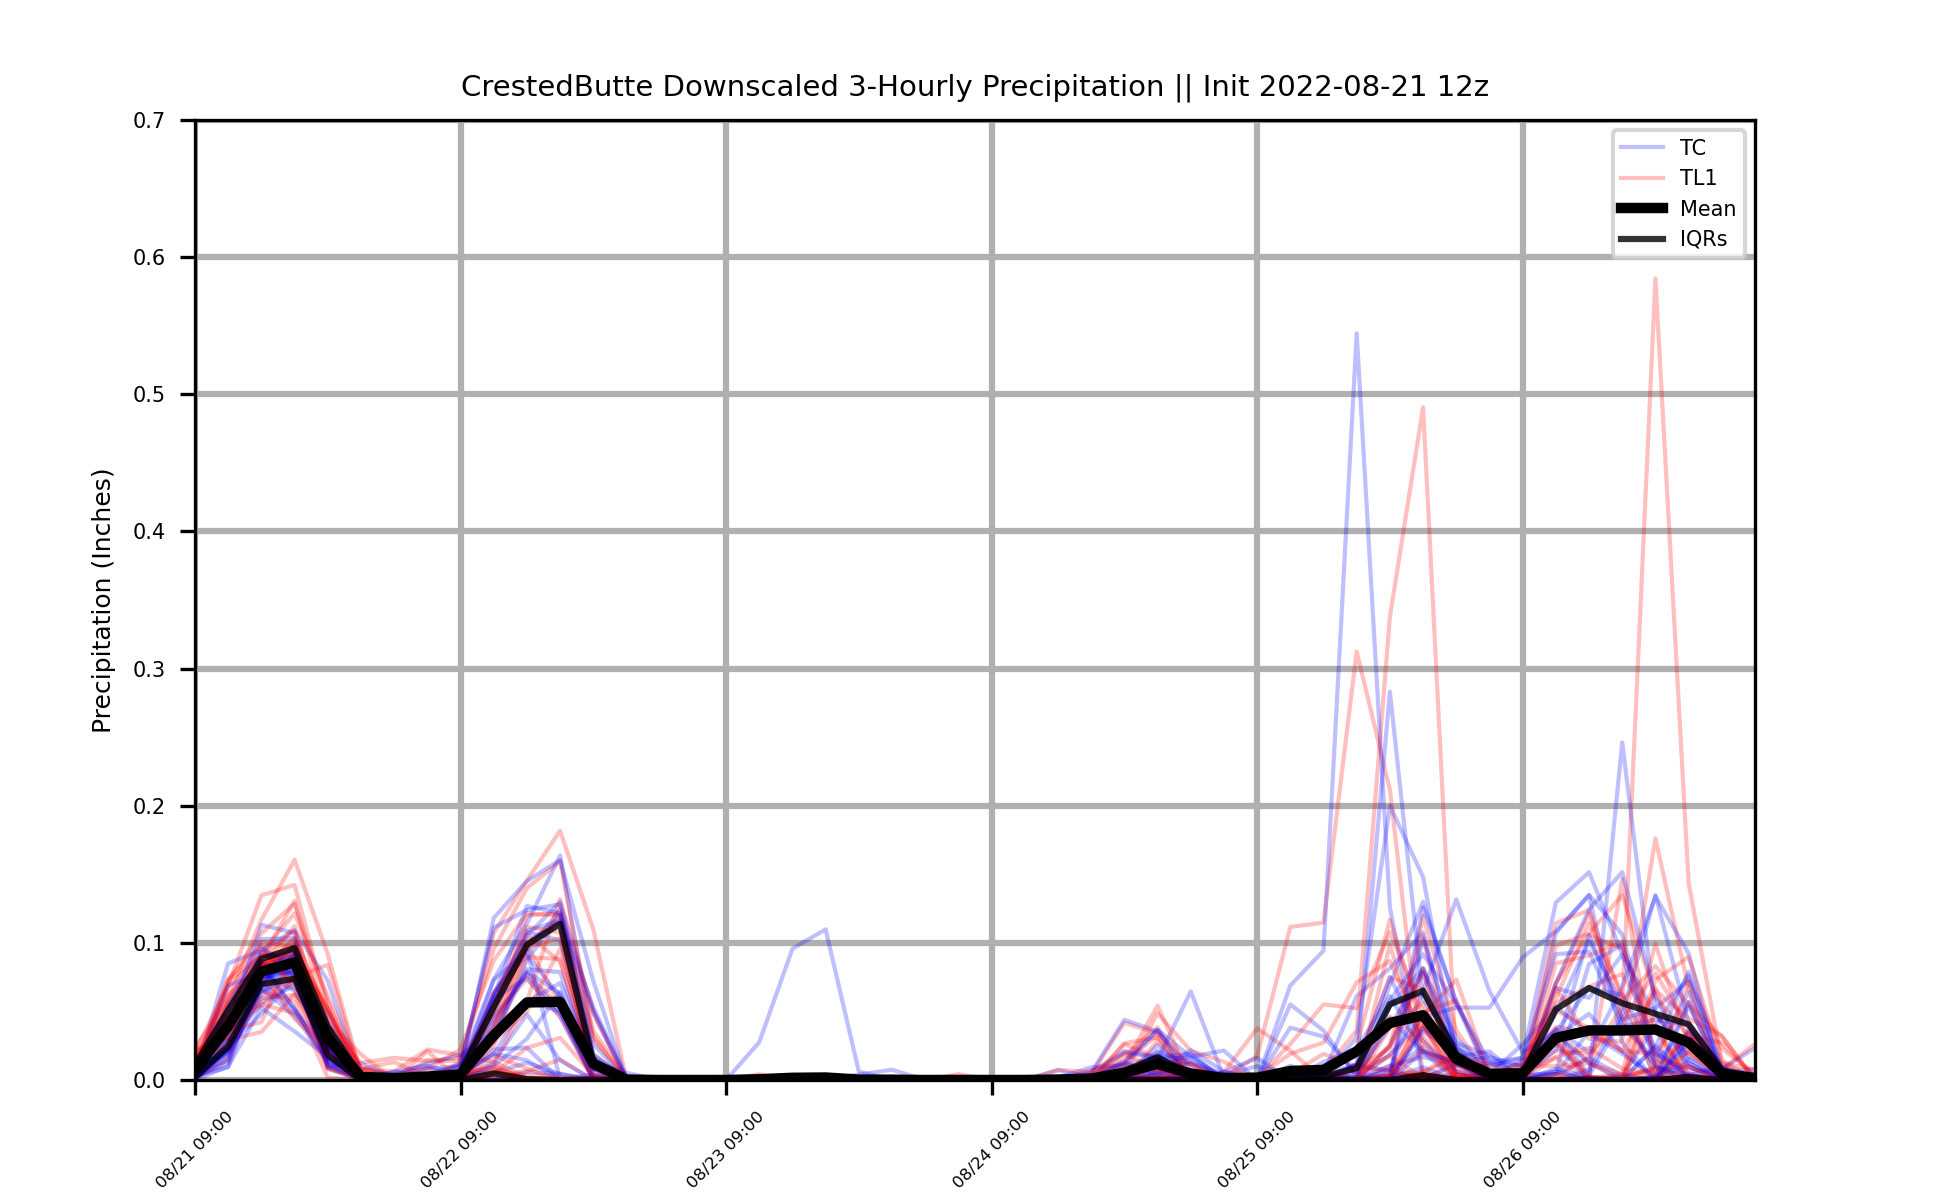 CrestedButte Downscaled 3-Hourly Precipitation || Init 2022-08-21 12z
TC
TL1
Mean
IQRs
Precipitation (Inches)
0.7
0.6
0.5
0.4
0.3
0.2
0.1
0.0
08/21 09:00
08/22 09:00
08/23 09:00
08/24 09:00
08/25 09:00
08/26 09:00